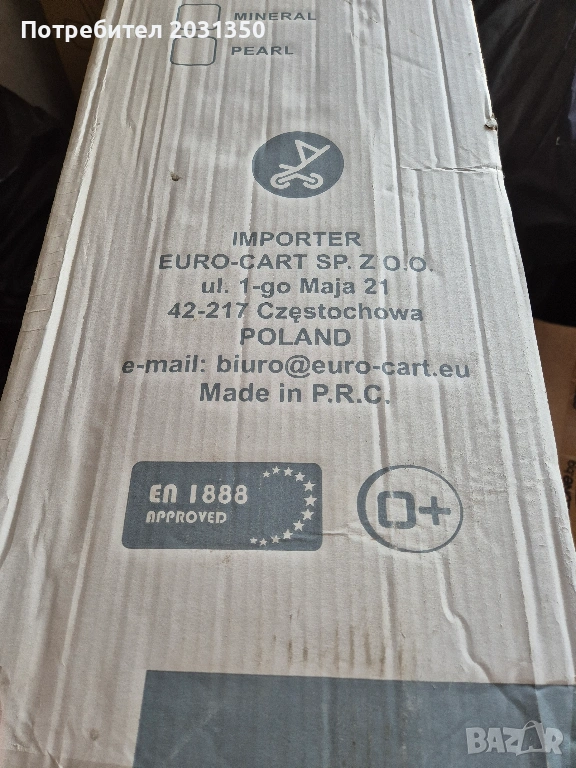 Потребител 2031350
MINERAL
PEARL
IMPORTER
EURO-CART SP. Z O.O.
ul. 1-go Maja 21
42-217 Częstochowa
POLAND
e-mail: biuro@euro-cart.eu
Made in P.R.C.
EN 1888
APPROVED
0+
BAZAR